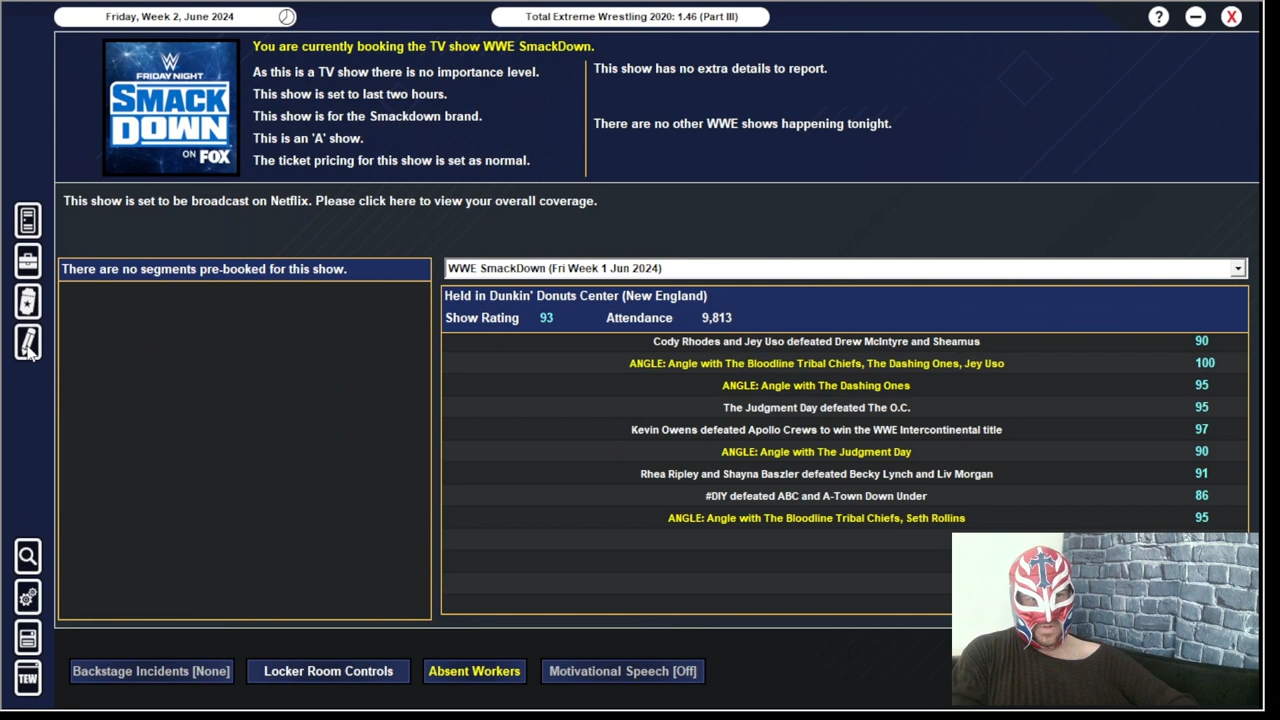 Friday, Week 2, June 2024
Total Extreme Wrestling 2020: 1.46 (Part III)
?
X
W
FRIDAY NIGHT
SMACK
DOWN
ON FOX
You are currently booking the TV show WWE SmackDown.
As this is a TV show there is no importance level.
This show is set to last two hours.
This show is for the Smackdown brand.
This is an 'A' show.
The ticket pricing for this show is set as normal.
This show has no extra details to report.
There are no other WWE shows happening tonight.
This show is set to be broadcast on Netflix. Please click here to view your overall coverage.
There are no segments pre-booked for this show.
WWE SmackDown (Fri Week 1 Jun 2024)
Held in Dunkin' Donuts Center (New England)
Show Rating 93 Attendance 9,813
Cody Rhodes and Jey Uso defeated Drew McIntyre and Sheamus 90
ANGLE: Angle with The Bloodline Tribal Chiefs, The Dashing Ones, Jey Uso 100
ANGLE: Angle with The Dashing Ones 95
The Judgment Day defeated The O.C. 95
Kevin Owens defeated Apollo Crews to win the WWE Intercontinental title 97
ANGLE: Angle with The Judgment Day 90
Rhea Ripley and Shayna Baszler defeated Becky Lynch and Liv Morgan 91
#DIY defeated ABC and A-Town Down Under 86
ANGLE: Angle with The Bloodline Tribal Chiefs, Seth Rollins 95
TEW
Backstage Incidents [None]
Locker Room Controls
Absent Workers
Motivational Speech [Off]